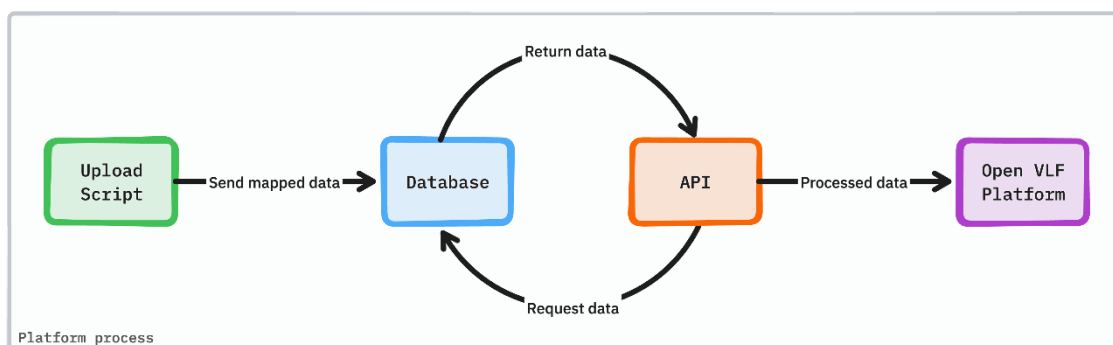 Return data
Upload
Script
Send mapped data
Database
API
Processed data
Open VLF
Platform
Request data
Platform process